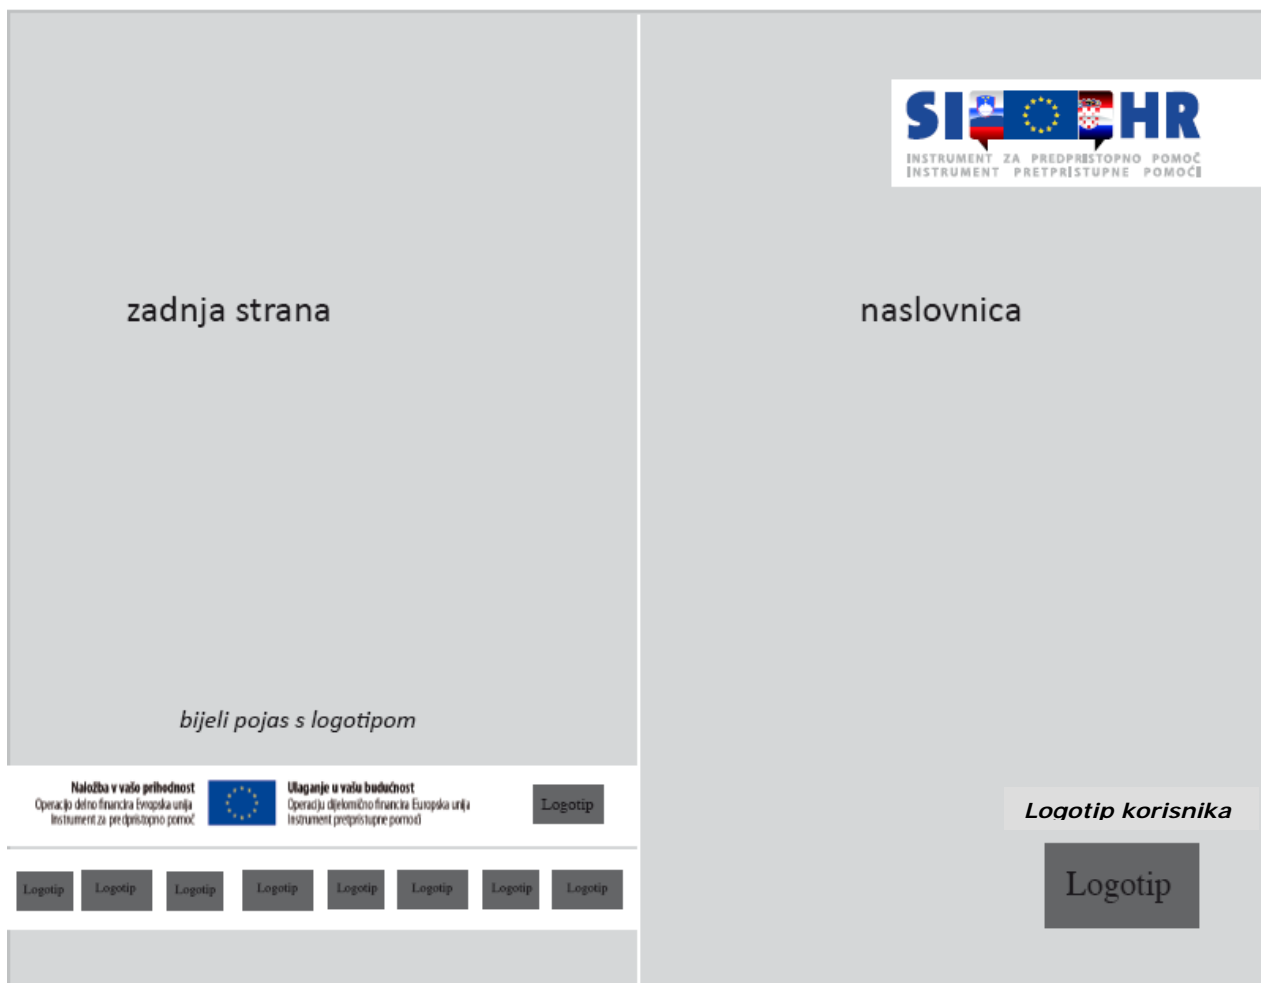 zadnja strana
bijeli pojas s logotipom
Naložba v vašo prihodnost
Operacijo delno financira Evropska unija
Instrument za predpristopno pomoč
Ulaganje u vašu budućnost
Operaciju dijelomično financira Europska unija
Instrument pretpristupne pomoći
Logotip
Logotip
Logotip
Logotip
Logotip
Logotip
Logotip
Logotip
Logotip
SI HR
INSTRUMENT ZA PREDPRISTOPNO POMOČ
INSTRUMENT PRETPRISTUPNE POMOĆI
naslovnica
Logotip korisnika
Logotip